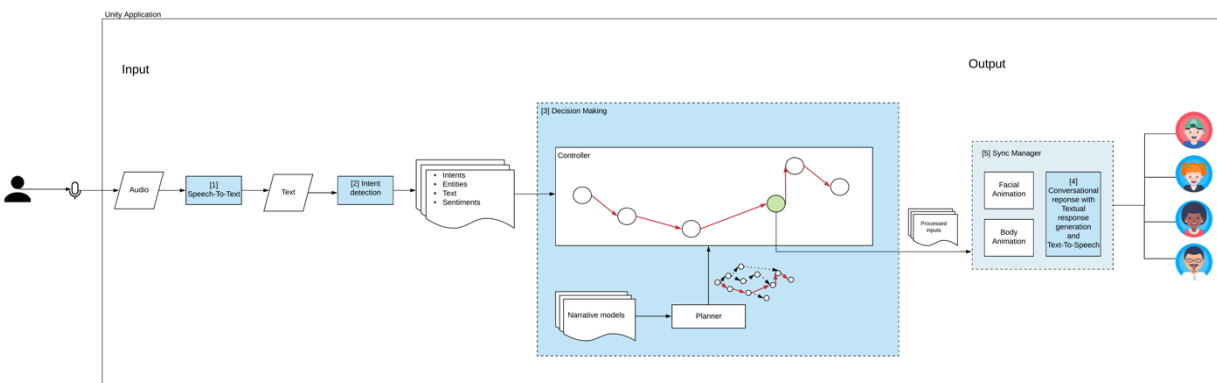 Unity Application
Input
Output
Audio
[1]
Speech-To-Text
Text
[2] Intent
detection
• Intents
• Entities
• Text
• Sentiments
[3] Decision Making
Controller
Narrative models
Planner
Processed
inputs
[5] Sync Manager
Facial
Animation
Body
Animation
[4]
Conversational
reponse with
Textual
response
generation
and
Text-To-Speech